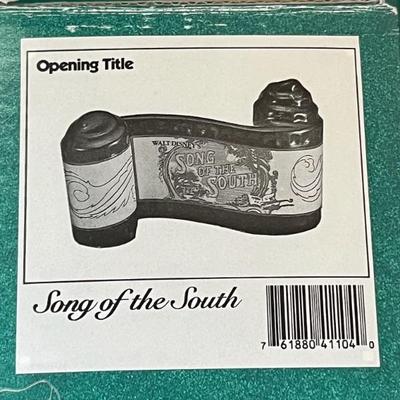 Opening Title
WALT DISNEY
SONG
OF THE
SOUTH
Song of the South
7 61880 41104 0